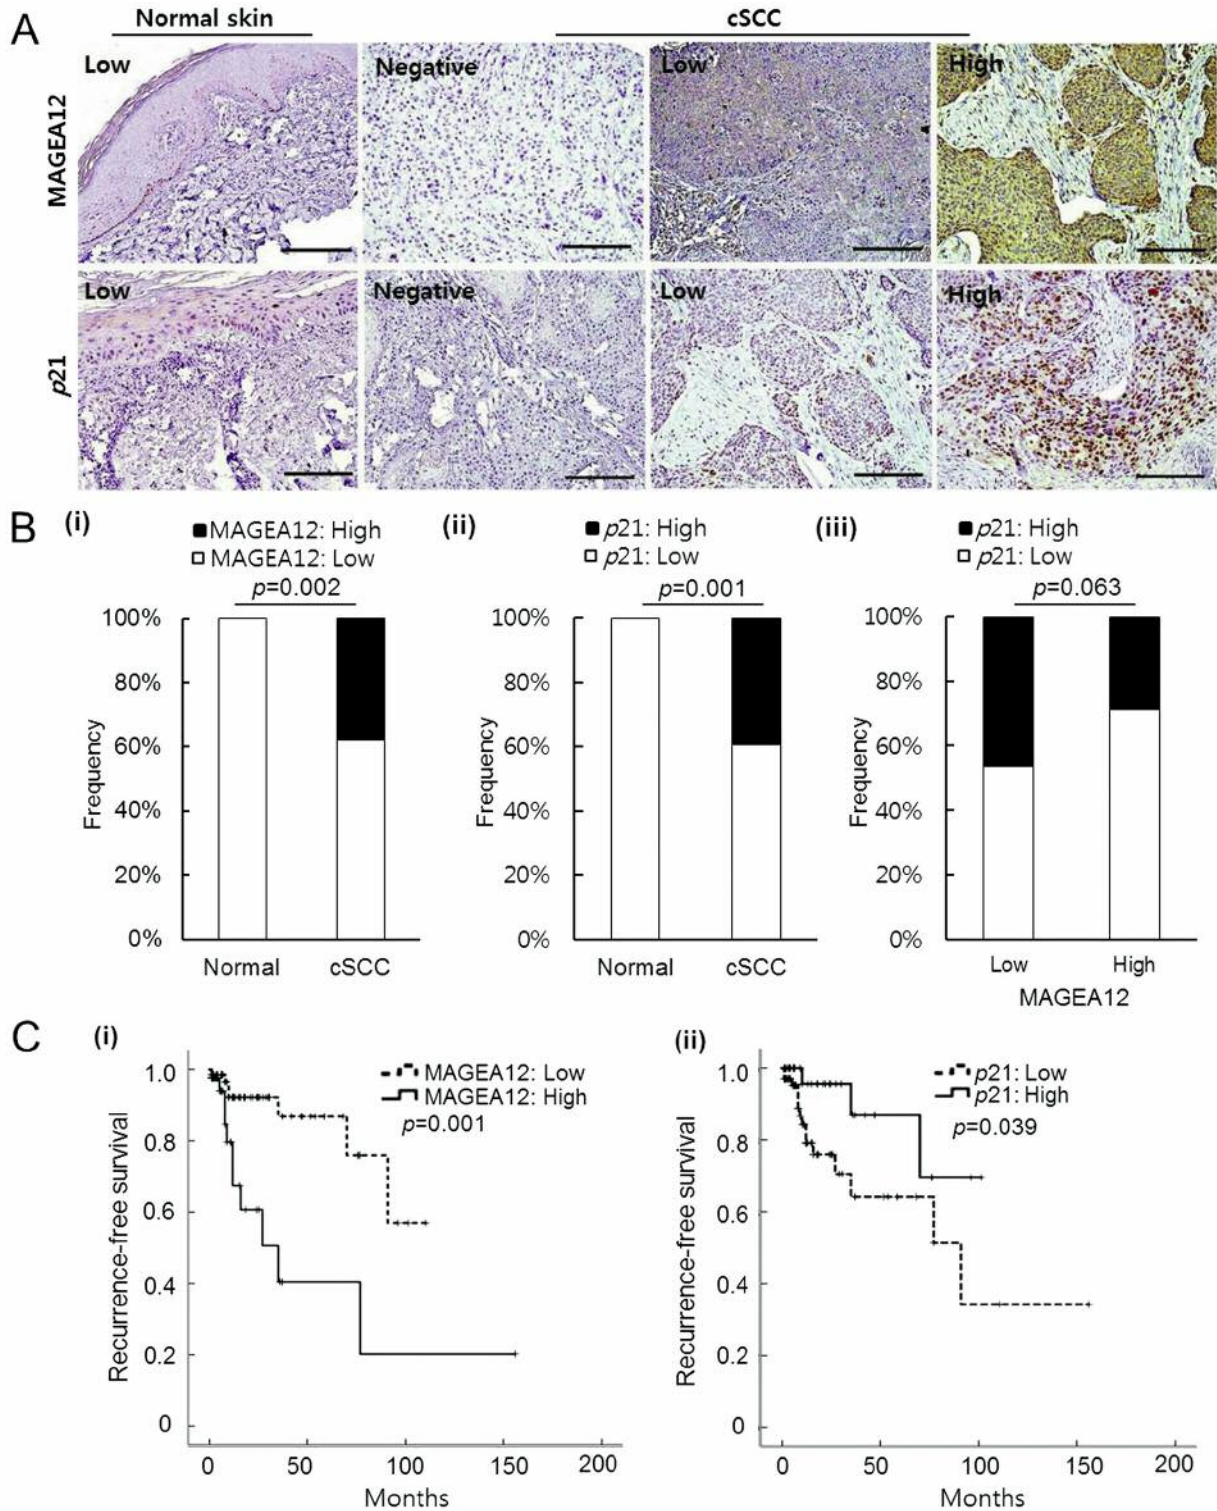 A
Normal skin
cSCC
MAGEA12
Low
Negative
Low
High
p21
Low
Negative
Low
High
B
(i)
MAGEA12: High
MAGEA12: Low
p=0.002
100%
80%
60%
40%
20%
0%
Frequency
Normal
cSCC
(ii)
p21: High
p21: Low
p=0.001
100%
80%
60%
40%
20%
0%
Frequency
Normal
cSCC
(iii)
p21: High
p21: Low
p=0.063
100%
80%
60%
40%
20%
0%
Frequency
Low
High
MAGEA12
C
(i)
MAGEA12: Low
MAGEA12: High
p=0.001
1.0
0.8
0.6
0.4
0.2
0
Recurrence-free survival
0 50 100 150 200
Months
(ii)
p21: Low
p21: High
p=0.039
1.0
0.8
0.6
0.4
0.2
0
Recurrence-free survival
0 50 100 150 200
Months